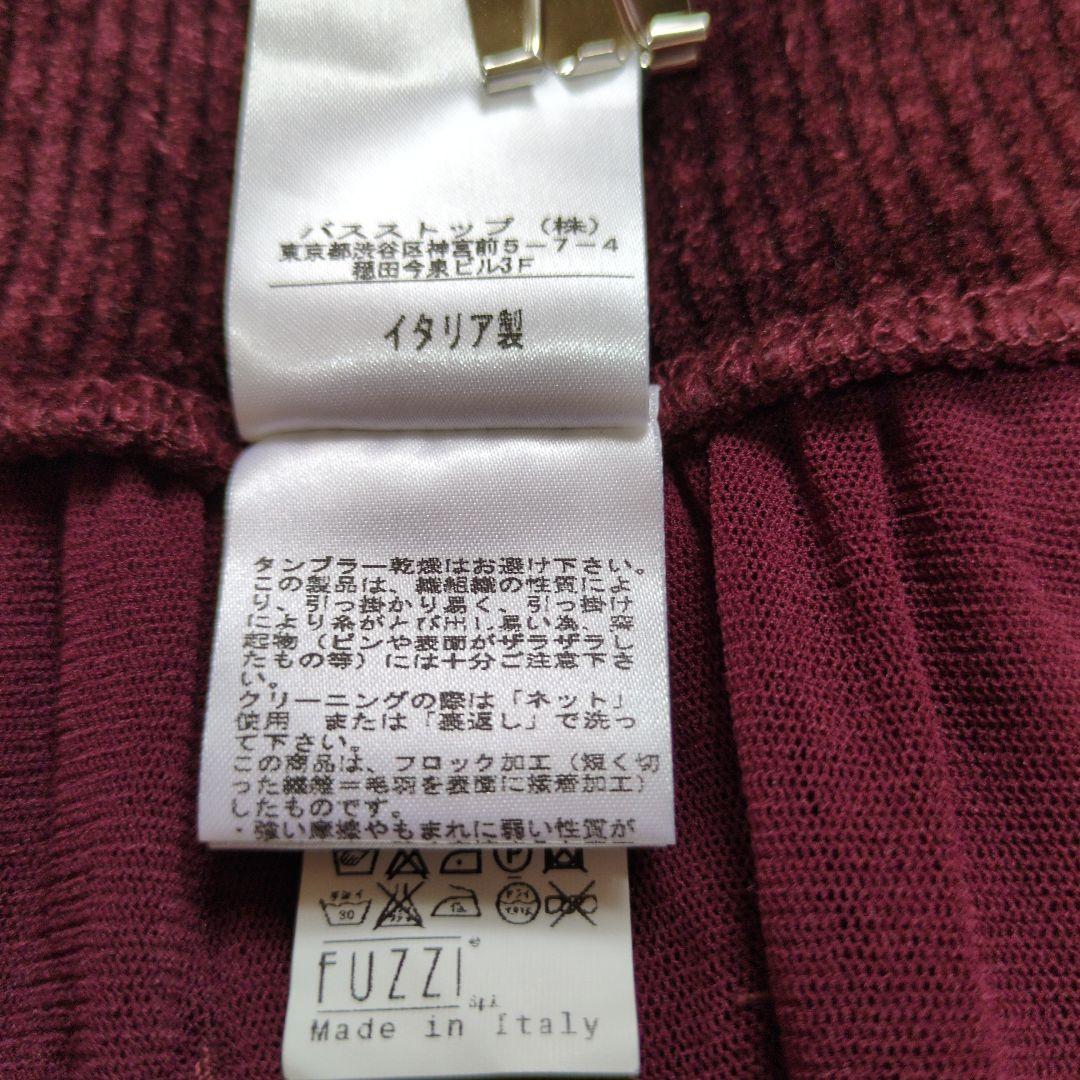 バスストップ（株）
東京都渋谷区神宮前5-7-4
穏田今泉ビル3F
イタリア製
タンブラー乾燥はお避け下さい。
この製品は、繊組織の性質によ
り、引っ掛かり易く、引っ掛け
により糸がとび出し易い為、突
起物（ピンや表面がザラザラし
たもの等）には十分ご注意下さ
い。
クリーニングの際は「ネット」
使用 または「裏返し」で洗っ
て下さい。
この商品は、フロック加工（短く切
った繊維＝毛羽を表面に接着加工）
したものです。
・強い摩擦やもまれに弱い性質が
P
30
FUZZI
SpA
Made in Italy